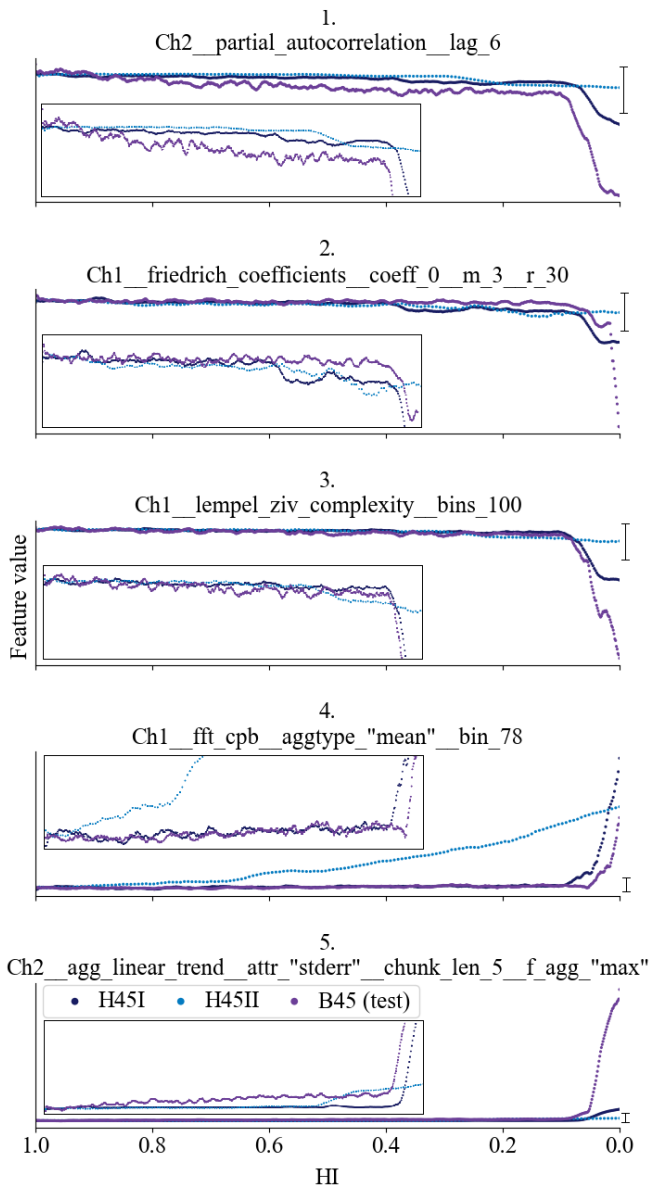 1.
Ch2__partial_autocorrelation__lag_6
2.
Ch1__friedrich_coefficients__coeff_0__m_3__r_30
3.
Ch1__lempel_ziv_complexity__bins_100
Feature value
4.
Ch1__fft_cpb__aggtype_"mean"__bin_78
5.
Ch2__agg_linear_trend__attr_"stderr"__chunk_len_5__f_agg_"max"
H45I H45II B45 (test)
1.0 0.8 0.6 0.4 0.2 0.0
HI